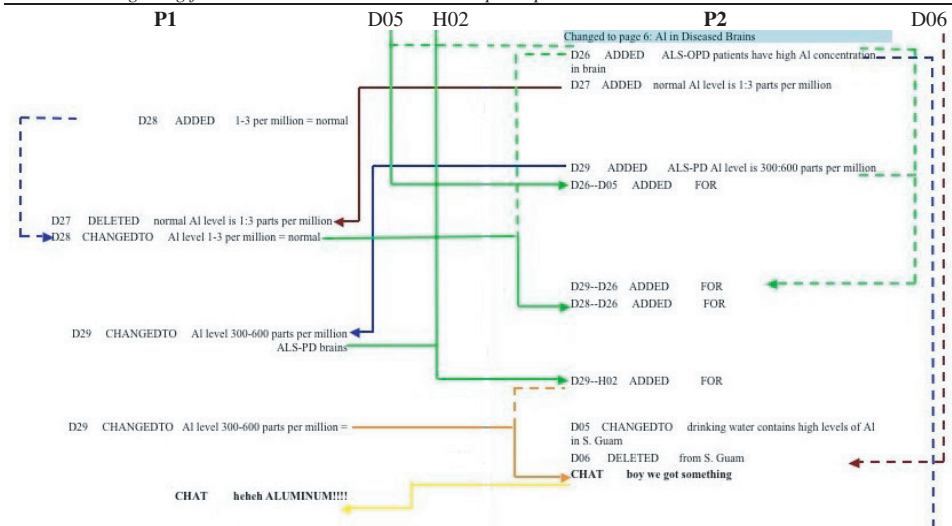 P1 D05 H02 P2 D06
Changed to page 6: Al in Diseased Brains
D26 ADDED ALS-OPD patients have high Al concentration
in brain
D27 ADDED normal Al level is 1:3 parts per million
D28 ADDED 1-3 per million = normal
D29 ADDED ALS-PD Al level is 300:600 parts per million
D26--D05 ADDED FOR
D27 DELETED normal Al level is 1:3 parts per million
D28 CHANGEDTO Al level 1-3 per million = normal
D29--D26 ADDED FOR
D28--D26 ADDED FOR
D29 CHANGEDTO Al level 300-600 parts per million
ALS-PD brains
D29--H02 ADDED FOR
D29 CHANGEDTO Al level 300-600 parts per million =
D05 CHANGEDTO drinking water contains high levels of Al
in S. Guam
D06 DELETED from S. Guam
CHAT boy we got something
CHAT heheh ALUMINUM!!!!